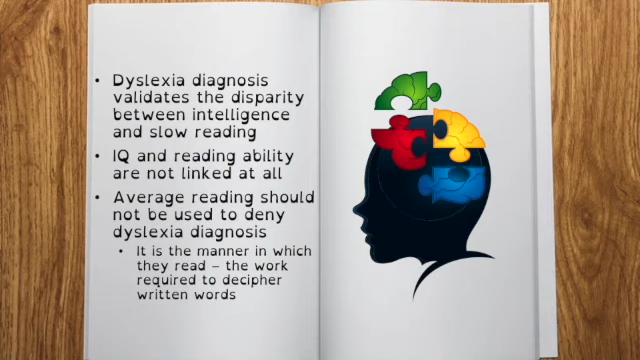 • Dyslexia diagnosis
validates the disparity
between intelligence
and slow reading
• IQ and reading ability
are not linked at all
• Average reading should
not be used to deny
dyslexia diagnosis
• It is the manner in which
they read – the work
required to decipher
written words